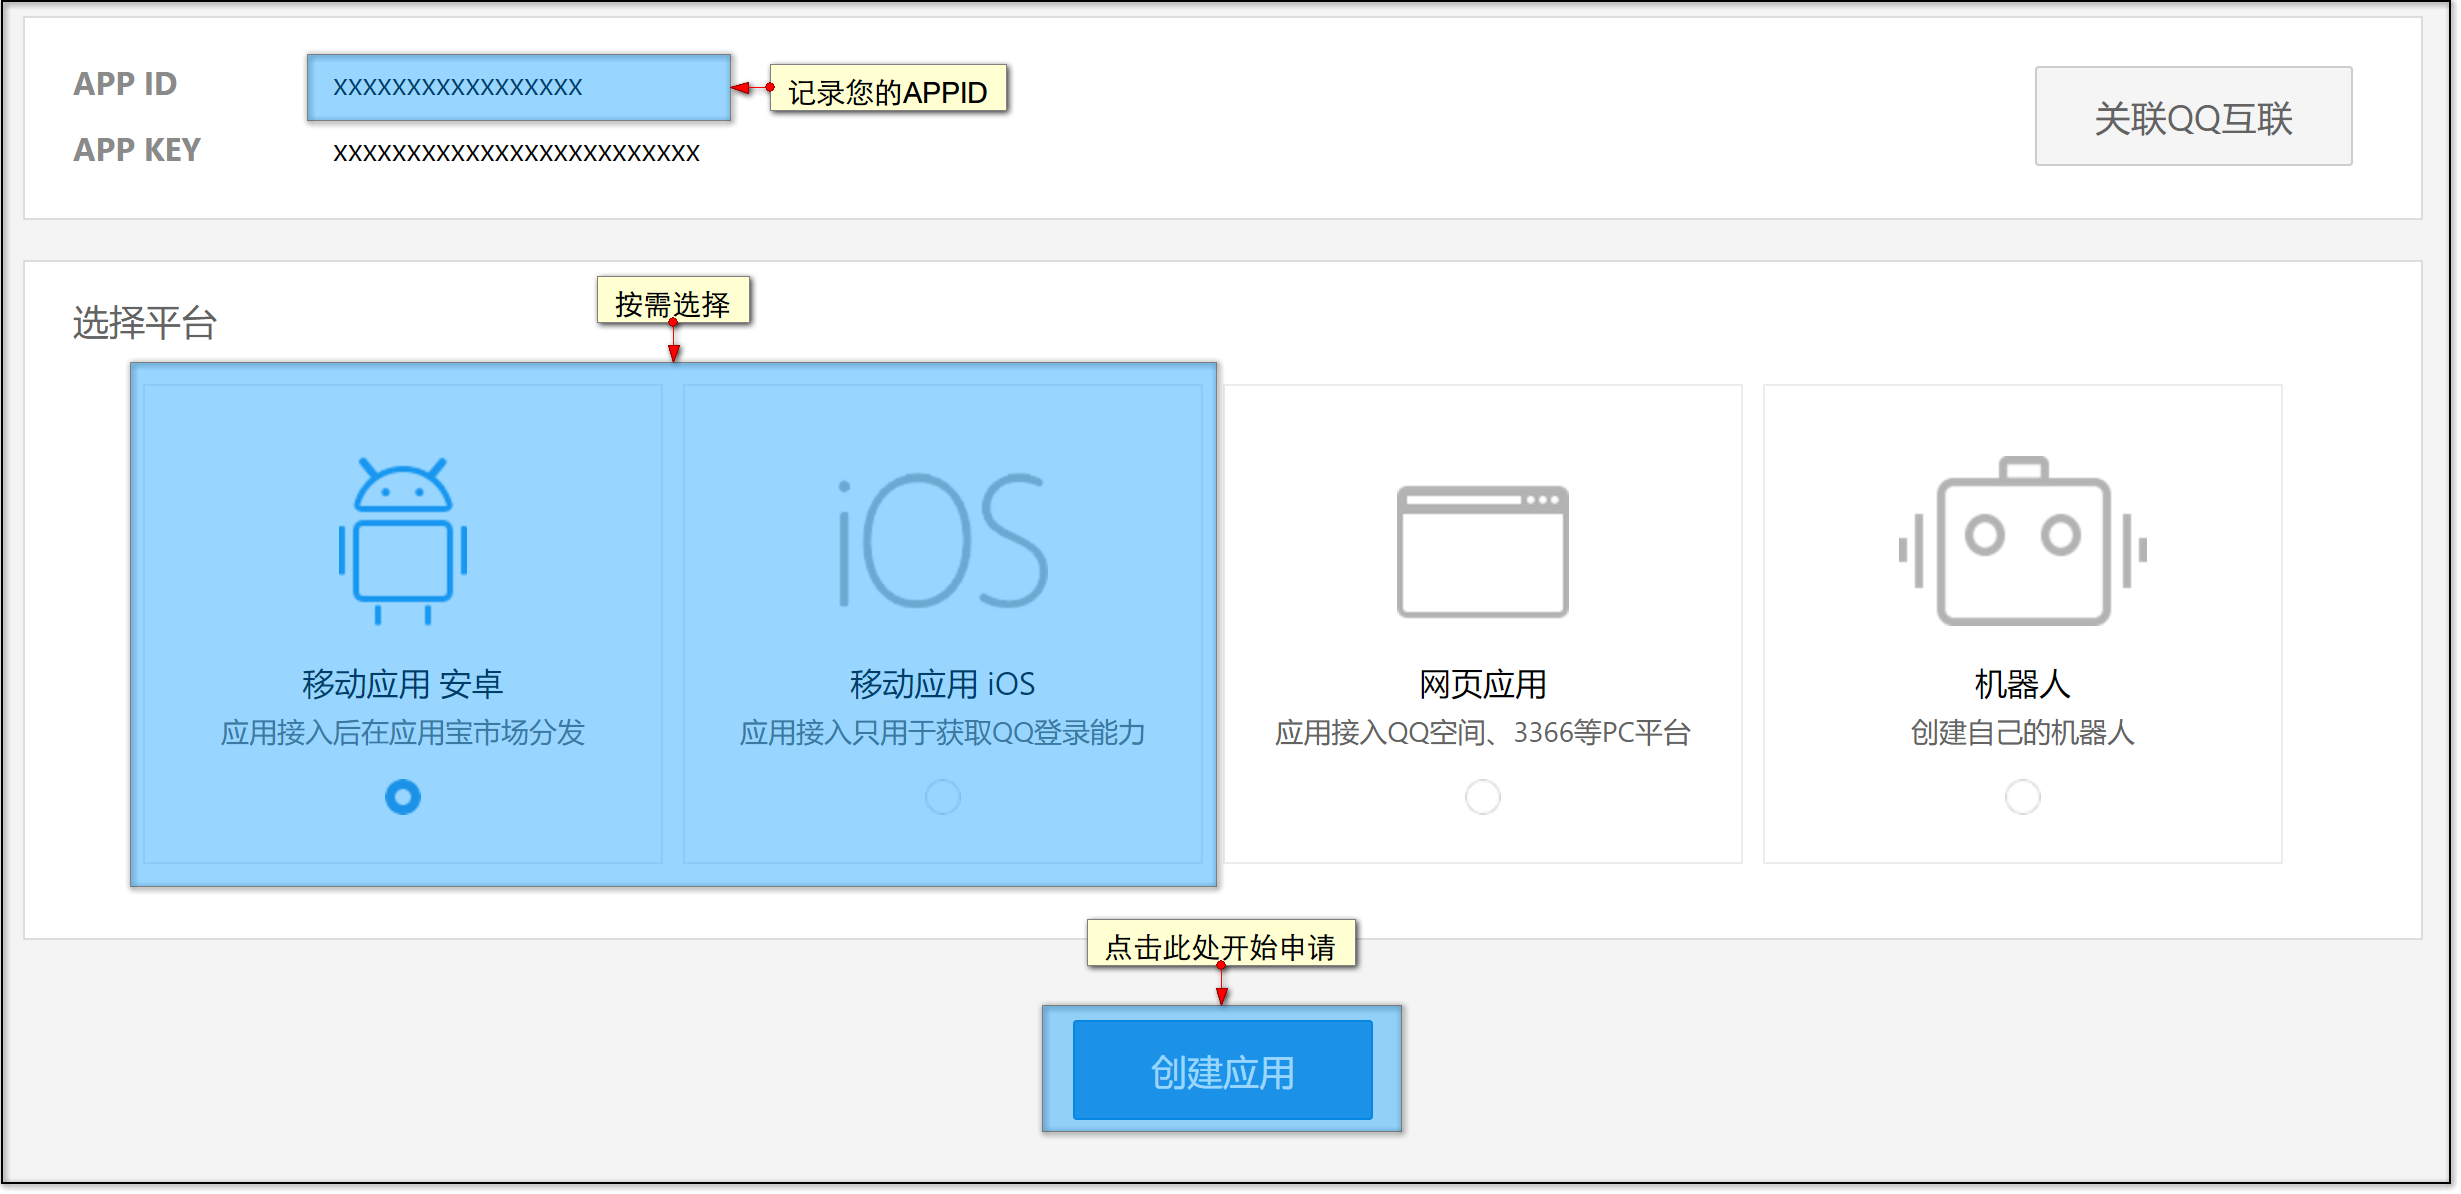 APP ID
xxxxxxxxxxxxxxxxx
记录您的APPID
关联QQ互联
APP KEY
xxxxxxxxxxxxxxxxxxxxxxxxx
按需选择
选择平台
iOS
移动应用 安卓
应用接入后在应用宝市场分发
移动应用 iOS
应用接入只用于获取QQ登录能力
网页应用
应用接入QQ空间、3366等PC平台
机器人
创建自己的机器人
点击此处开始申请
创建应用